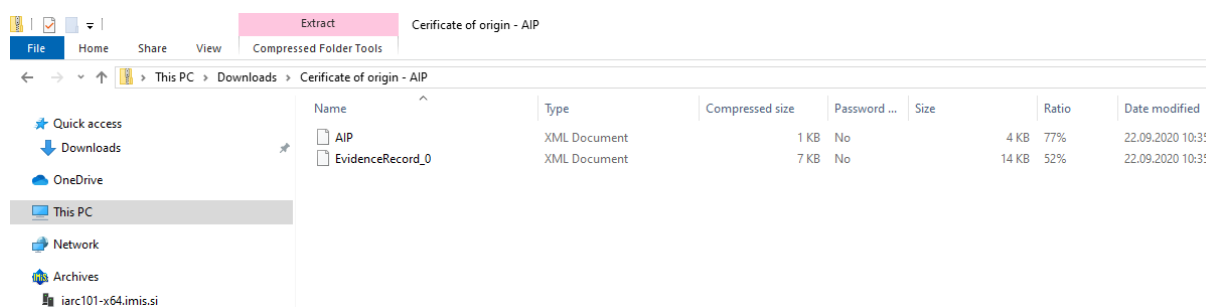 Extract Cerificate of origin - AIP
File Home Share View Compressed Folder Tools
This PC > Downloads > Cerificate of origin - AIP
Name Type Compressed size Password ... Size Ratio Date modified
Quick access
Downloads
OneDrive
This PC
Network
Archives
iarc101-x64.imis.si
AIP XML Document 1 KB No 4 KB 77% 22.09.2020 10:35
EvidenceRecord_0 XML Document 7 KB No 14 KB 52% 22.09.2020 10:35